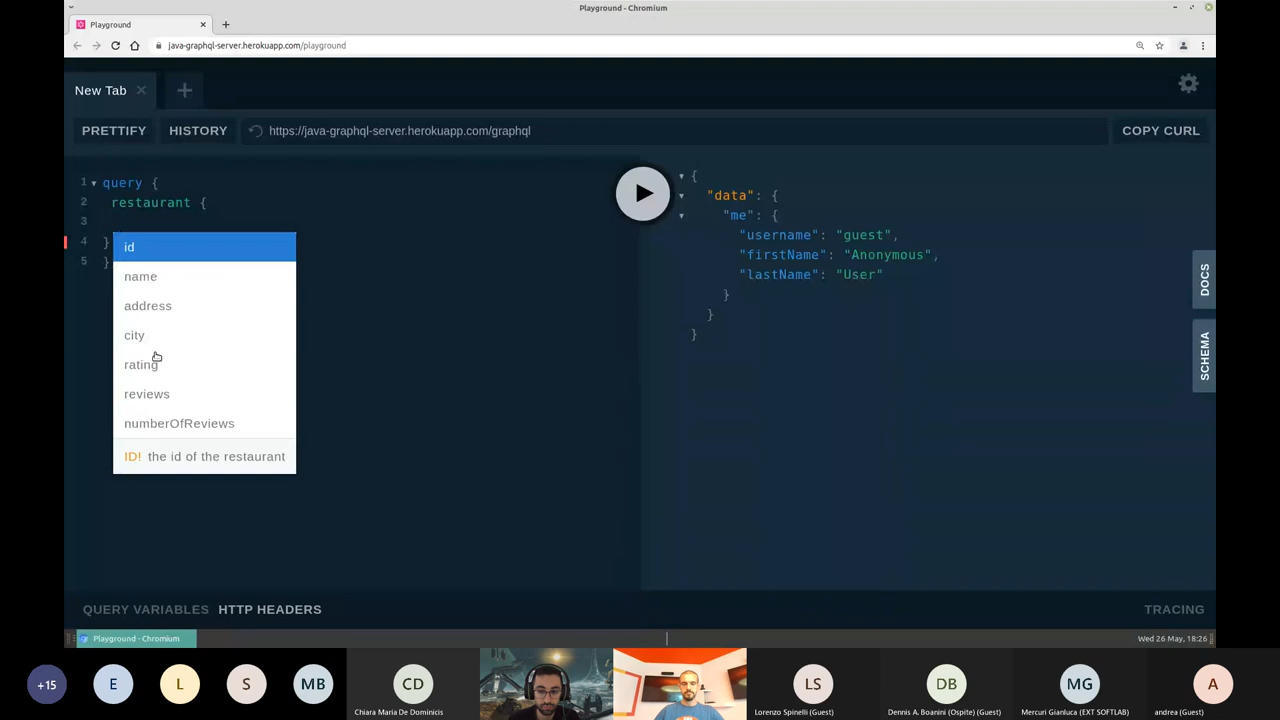 Playground - Chromium
Playground
java-graphql-server.herokuapp.com/playground
New Tab
PRETTIFY
HISTORY
https://java-graphql-server.herokuapp.com/graphql
COPY CURL
1 query {
2 restaurant {
3
4 }
5 }
id
name
address
city
rating
reviews
numberOfReviews
ID! the id of the restaurant
{
"data": {
"me": {
"username": "guest",
"firstName": "Anonymous",
"lastName": "User"
}
}
}
DOCS
SCHEMA
QUERY VARIABLES
HTTP HEADERS
TRACING
Playground - Chromium
Wed 26 May, 18:26
+15
E
L
S
MB
CD
Chiara Maria De Dominicis
LS
Lorenzo Spinelli (Guest)
DB
Dennis A. Boanini (Ospite) (Guest)
MG
Mercuri Gianluca (EXT SOFTLAB)
A
andrea (Guest)